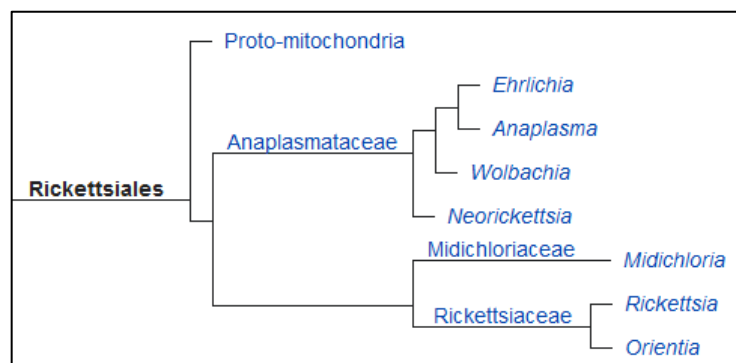 Proto-mitochondria
Ehrlichia
Anaplasmataceae
Anaplasma
Wolbachia
Rickettsiales
Neorickettsia
Midichloriaceae
Midichloria
Rickettsiaceae
Rickettsia
Orientia